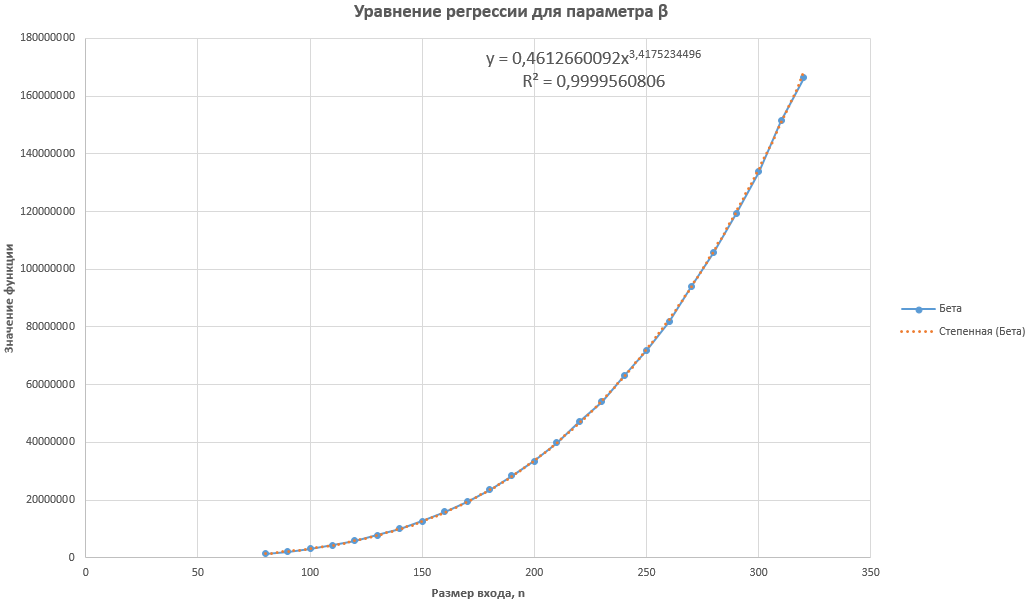 Уравнение регрессии для параметра β
y = 0,4612660092x^3,4175234496
R² = 0,9999560806
180000000
160000000
140000000
120000000
100000000
80000000
60000000
40000000
20000000
0
Значение функции
0 50 100 150 200 250 300 350
Размер входа, n
Бета
Степенная (Бета)